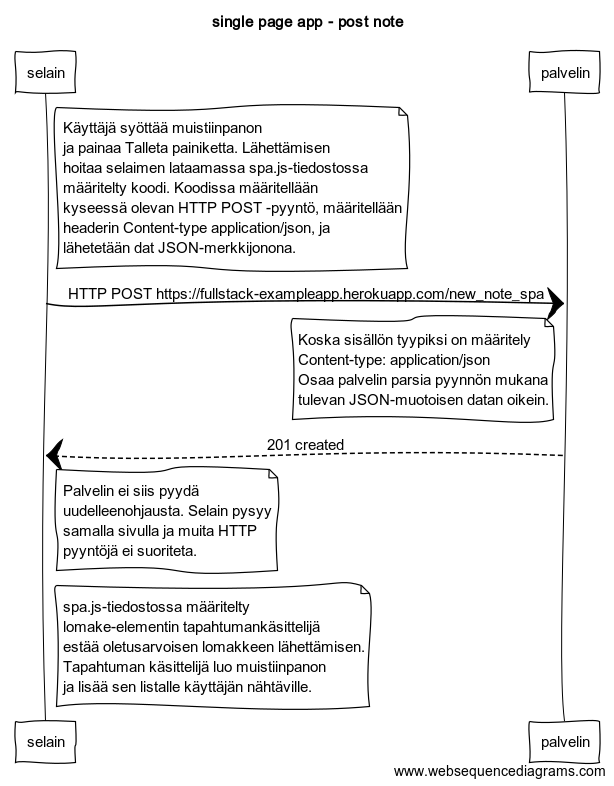 single page app - post note
selain
palvelin
Käyttäjä syöttää muistiinpanon
ja painaa Talleta painiketta. Lähettämisen
hoitaa selaimen lataamassa spa.js-tiedostossa
määritelty koodi. Koodissa määritellään
kyseessä olevan HTTP POST -pyyntö, määritellään
headerin Content-type application/json, ja
lähetetään dat JSON-merkkijonona.
HTTP POST https://fullstack-exampleapp.herokuapp.com/new_note_spa
Koska sisällön tyypiksi on määritely
Content-type: application/json
Osaa palvelin parsia pyynnön mukana
tulevan JSON-muotoisen datan oikein.
201 created
Palvelin ei siis pyydä
uudelleenohjausta. Selain pysyy
samalla sivulla ja muita HTTP
pyyntöjä ei suoriteta.
spa.js-tiedostossa määritelty
lomake-elementin tapahtumankäsittelijä
estää oletusarvoisen lomakkeen lähettämisen.
Tapahtuman käsittelijä luo muistiinpanon
ja lisää sen listalle käyttäjän nähtäville.
selain
palvelin
www.websequencediagrams.com